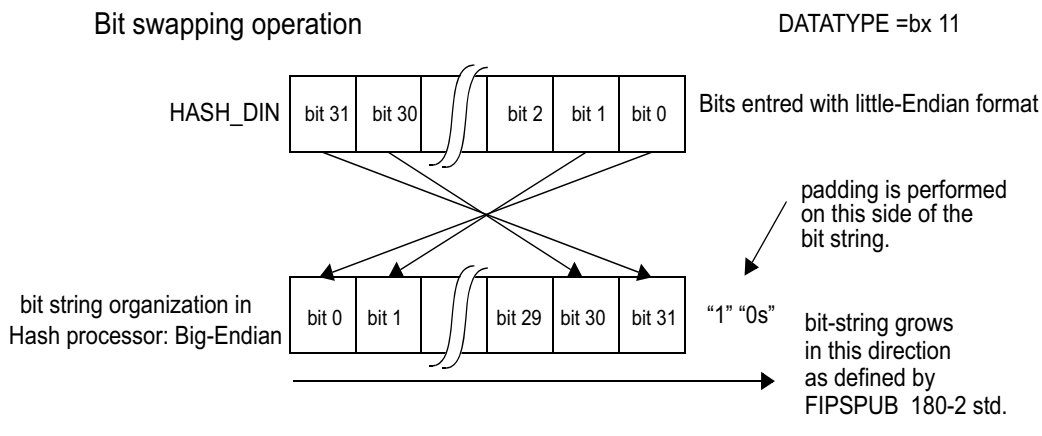 Bit swapping operation
DATATYPE =bx 11
HASH_DIN
bit 31 bit 30 bit 2 bit 1 bit 0
Bits entred with little-Endian format
padding is performed
on this side of the
bit string.
bit string organization in
Hash processor: Big-Endian
bit 0 bit 1 bit 29 bit 30 bit 31
“1” “0s”
bit-string grows
in this direction
as defined by
FIPSPUB 180-2 std.